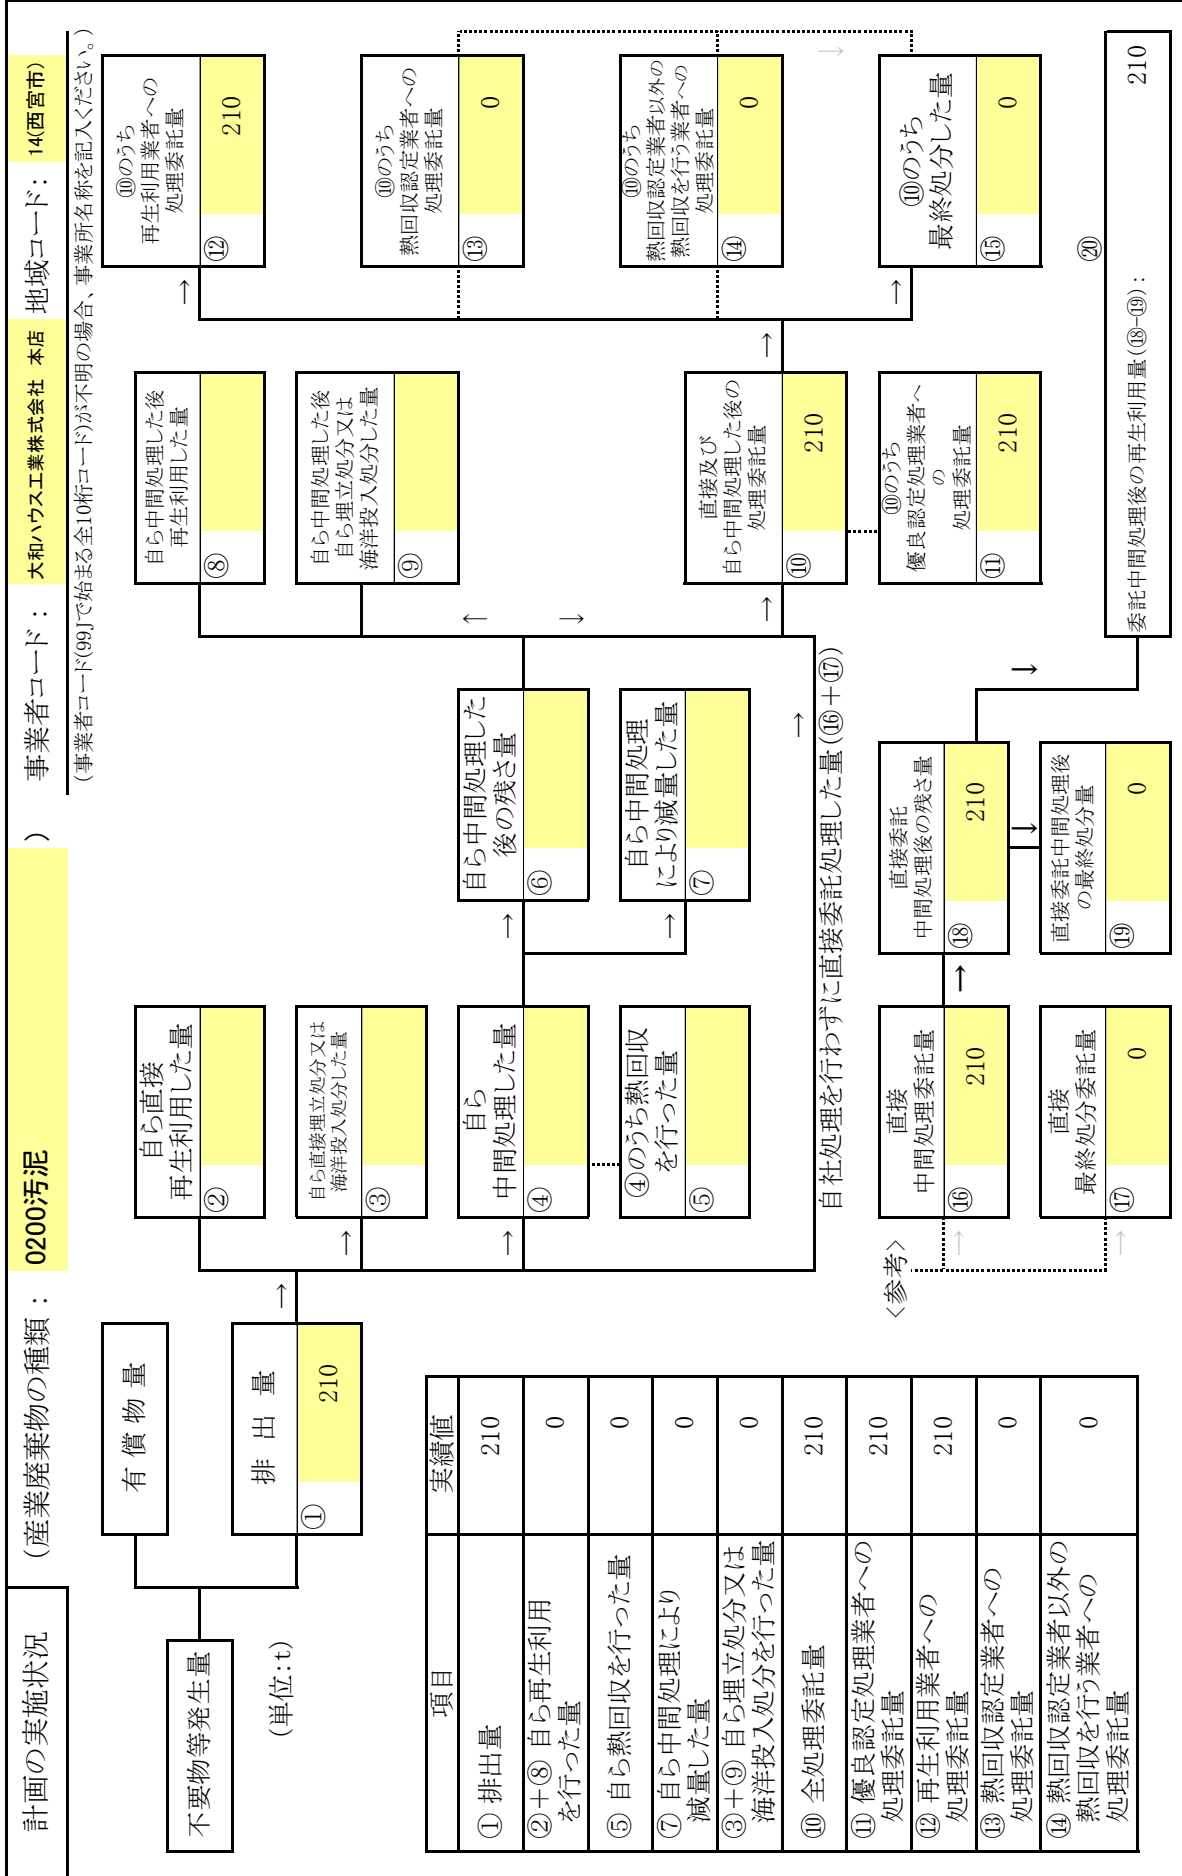 計画の実施状況
(産業廃棄物の種類： 0200汚泥 )
事業者コード： 大和ハウス工業株式会社 本店 地域コード： 14(西宮市)
(事業者コード(99Jで始まる全10桁コード)が不明の場合、事業所名称を記入ください。)
不要物等発生量
(単位:t)
有 償 物 量
排 出 量
① 210
→
自ら直接
再生利用した量
②
自ら直接埋立処分又は
海洋投入処分した量
③
→
自ら
中間処理した量
④
→
④のうち熱回収
を行った量
⑤
自ら中間処理した
後の残さ量
⑥
→
自ら中間処理
により減量した量
⑦
→
自ら中間処理した後
再生利用した量
⑧
自ら中間処理した後
自ら埋立処分又は
海洋投入処分した量
⑨
↑
↓
直接及び
自ら中間処理した後の
処理委託量
⑩ 210
→
⑩のうち
優良認定処理業者へ
の
処理委託量
⑪ 210
→
⑩のうち
再生利用業者への
処理委託量
⑫ 210
→
⑩のうち
熱回収認定業者への
処理委託量
⑬ 0
⑩のうち
熱回収認定業者以外の
熱回収を行う業者への
処理委託量
⑭ 0
↓
⑩のうち
最終処分した量
⑮ 0
→
→
自社処理を行わずに直接委託処理した量(⑯＋⑰)
<参考>
→
直接
中間処理委託量
⑯ 210
→
直接
最終処分委託量
⑰ 0
→
直接委託
中間処理後の残さ量
⑱ 210
↓
直接委託中間処理後
の最終処分量
⑲ 0
↓
⑳
委託中間処理後の再生利用量(⑱-⑲)： 210
項目 実績値
① 排出量 210
②＋⑧ 自ら再生利用
を行った量 0
⑤ 自ら熱回収を行った量 0
⑦ 自ら中間処理により
減量した量 0
③＋⑨ 自ら埋立処分又は
海洋投入処分を行った量 0
⑩ 全処理委託量 210
⑪ 優良認定処理業者への
処理委託量 210
⑫ 再生利用業者への
処理委託量 210
⑬ 熱回収認定業者への
処理委託量 0
⑭ 熱回収認定業者以外の
熱回収を行う業者への
処理委託量 0